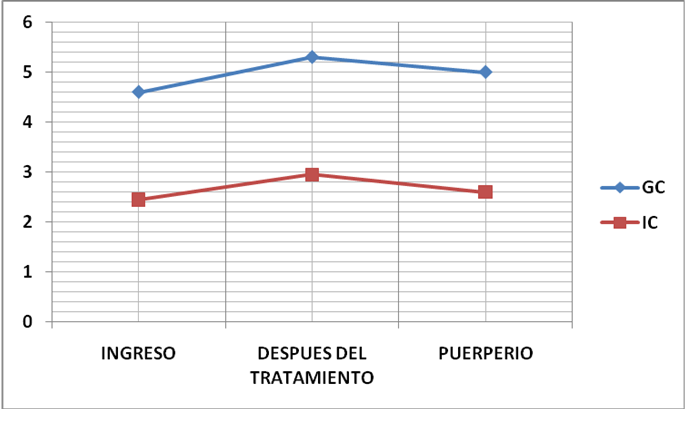 6
5
4
3
2
1
0
INGRESO
DESPUES DEL
TRATAMIENTO
PUERPERIO
GC
IC